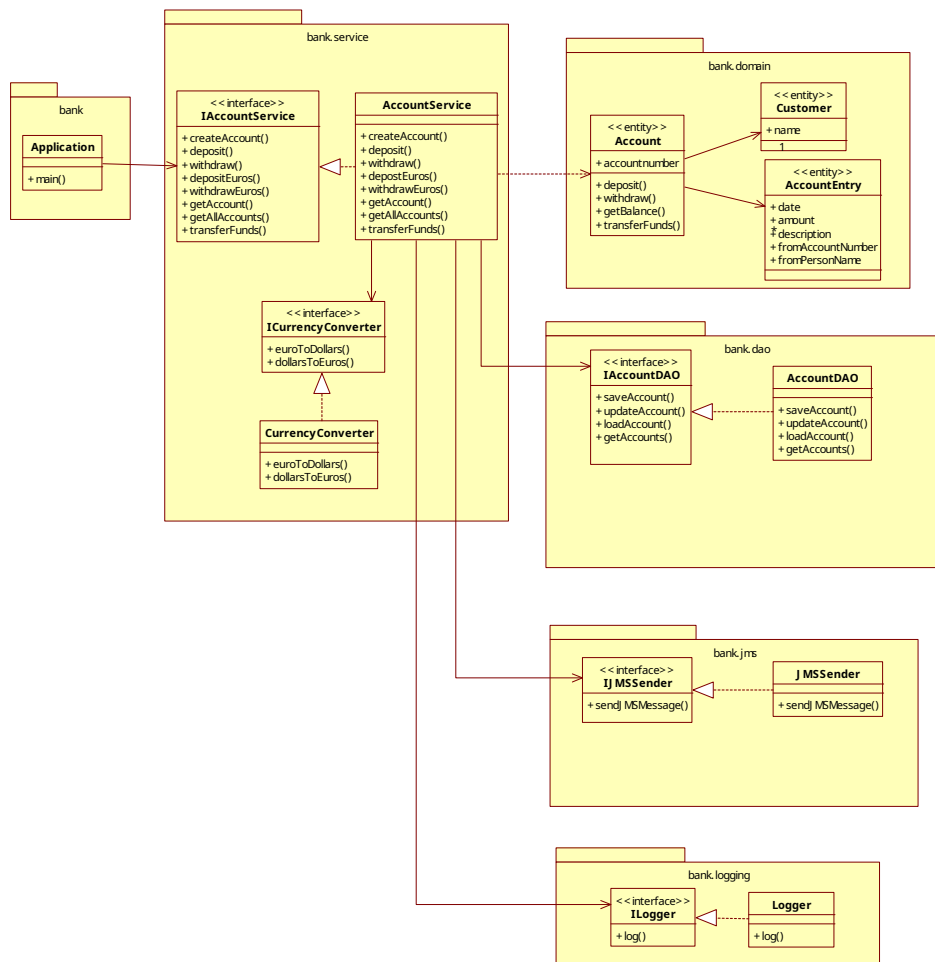 bank.service
bank
Application
+ main()
<<interface>>
IAccountService
+ createAccount()
+ deposit()
+ withdraw()
+ depositEuros()
+ withdrawEuros()
+ getAccount()
+ getAllAccounts()
+ transferFunds()
AccountService
+ createAccount()
+ deposit()
+ withdraw()
+ depostEuros()
+ withdrawEuros()
+ getAccount()
+ getAllAccounts()
+ transferFunds()
<<interface>>
ICurrencyConverter
+ euroToDollars()
+ dollarsToEuros()
CurrencyConverter
+ euroToDollars()
+ dollarsToEuros()
bank.domain
<<entity>>
Account
+ accountnumber
+ deposit()
+ withdraw()
+ getBalance()
+ transferFunds()
<<entity>>
Customer
+ name
1
<<entity>>
AccountEntry
+ date
+ amount
*
+ description
+ fromAccountNumber
+ fromPersonName
bank.dao
<<interface>>
IAccountDAO
+ saveAccount()
+ updateAccount()
+ loadAccount()
+ getAccounts()
AccountDAO
+ saveAccount()
+ updateAccount()
+ loadAccount()
+ getAccounts()
bank.jms
<<interface>>
IJMSSender
+ sendJMSMessage()
JMSSender
+ sendJMSMessage()
bank.logging
<<interface>>
ILogger
+ log()
Logger
+ log()